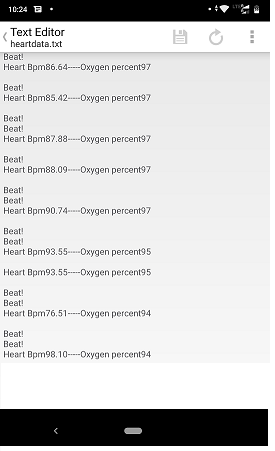 10:24
Text Editor
heartdata.txt
Beat!
Heart Bpm86.64----Oxygen percent97
Beat!
Heart Bpm85.42----Oxygen percent97
Beat!
Beat!
Heart Bpm87.88----Oxygen percent97
Beat!
Heart Bpm88.09----Oxygen percent97
Beat!
Beat!
Heart Bpm90.74----Oxygen percent97
Beat!
Beat!
Heart Bpm93.55----Oxygen percent95
Heart Bpm93.55----Oxygen percent95
Beat!
Beat!
Heart Bpm76.51----Oxygen percent94
Beat!
Beat!
Heart Bpm98.10----Oxygen percent94